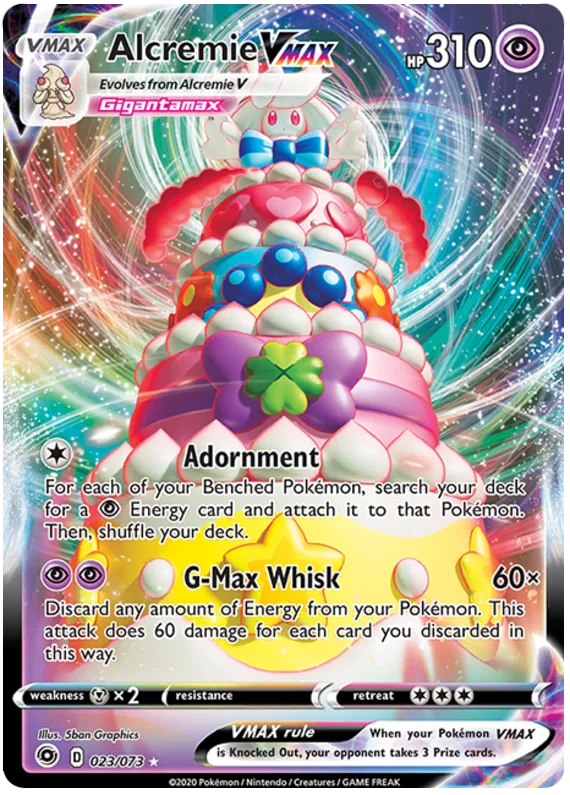 VMAX
Alcremie VMAX
HP 310
Evolves from Alcremie V
Gigantamax
Adornment
For each of your Benched Pokémon, search your deck
for a Energy card and attach it to that Pokémon.
Then, shuffle your deck.
G-Max Whisk 60×
Discard any amount of Energy from your Pokémon. This
attack does 60 damage for each card you discarded in
this way.
weakness ×2 resistance retreat
Illus. 5ban Graphics
VMAX rule When your Pokémon VMAX
is Knocked Out, your opponent takes 3 Prize cards.
D 023/073 ★
©2020 Pokémon / Nintendo / Creatures / GAME FREAK